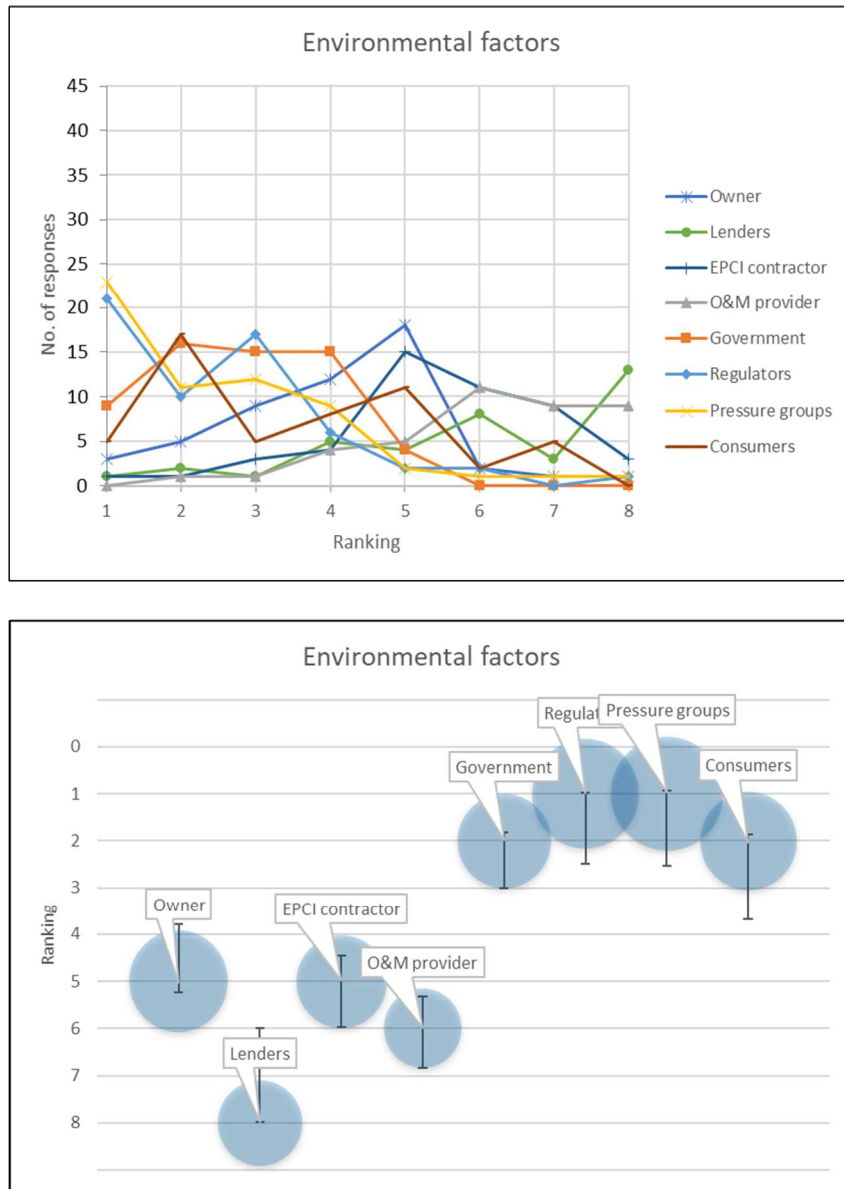 Environmental factors
45
40
35
30
25
20
15
10
5
0
No. of responses
1 2 3 4 5 6 7 8
Ranking
Owner
Lenders
EPCI contractor
O&M provider
Government
Regulators
Pressure groups
Consumers
Environmental factors
0
1
2
3
4
5
6
7
8
Ranking
Regulat
Pressure groups
Government
Consumers
Owner
EPCI contractor
O&M provider
Lenders